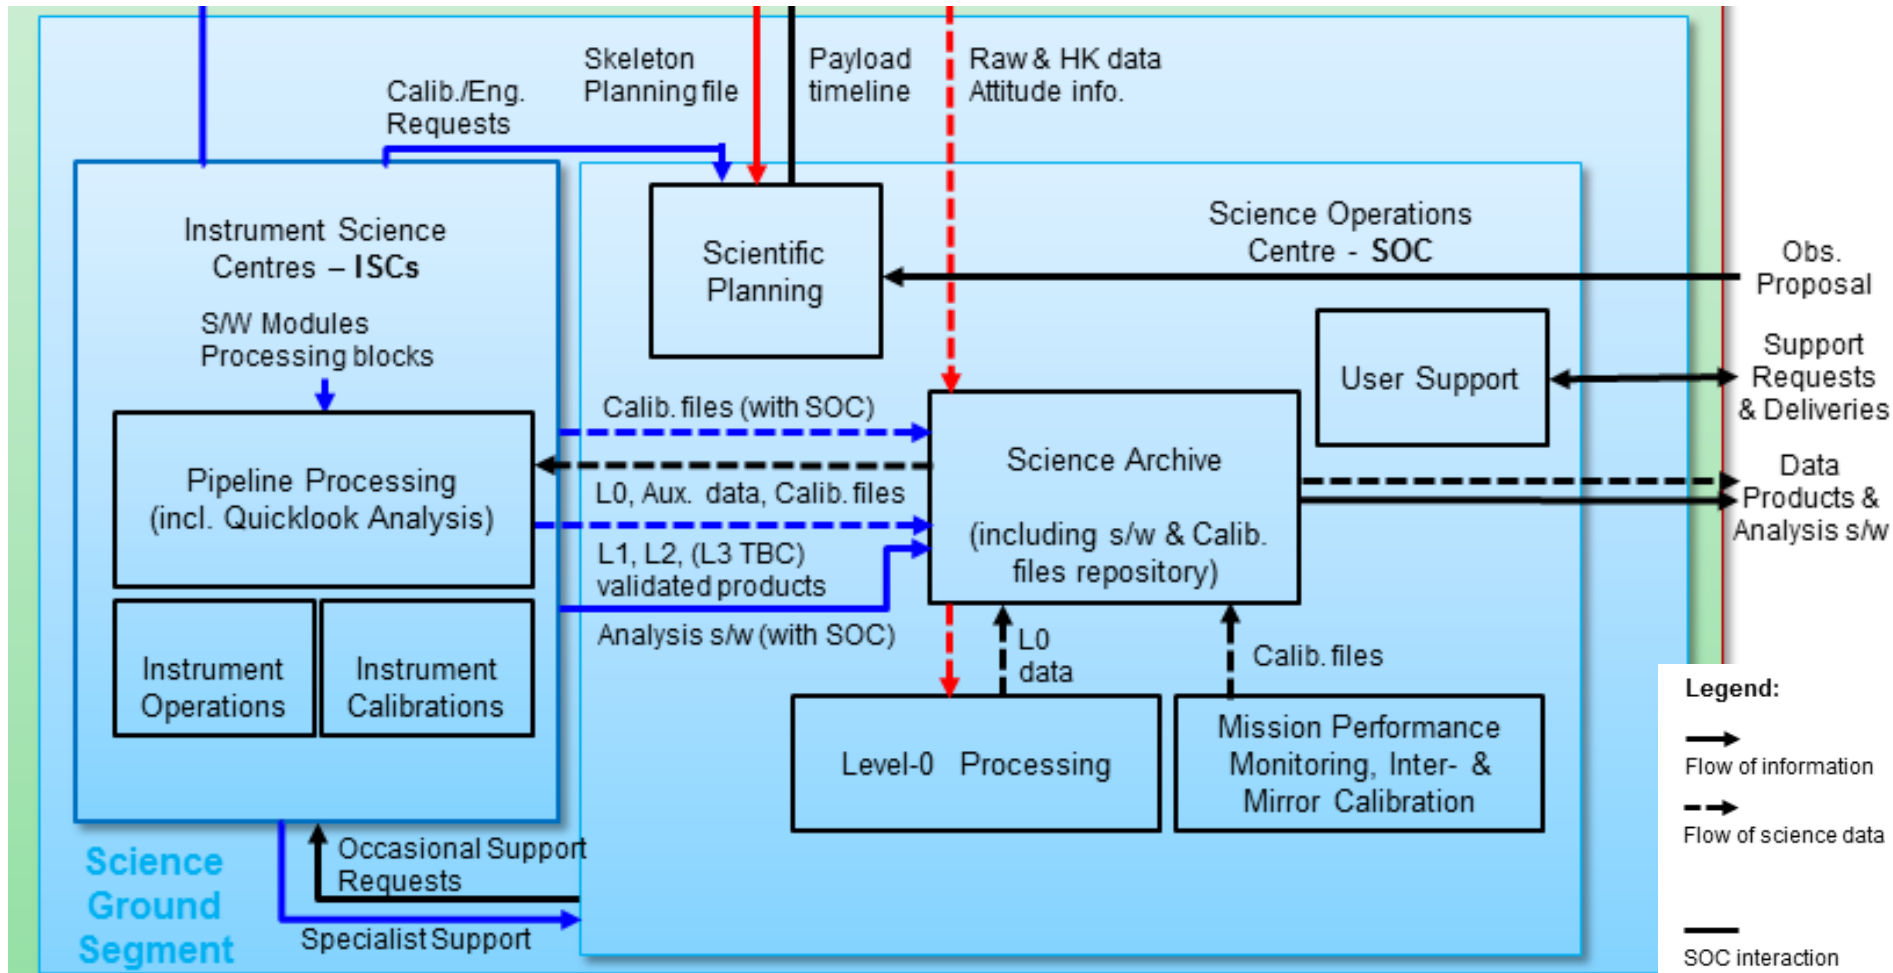 Skeleton
Planning file
Payload
timeline
Raw & HK data
Attitude info.
Calib./Eng.
Requests
Instrument Science
Centres – ISCs
S/W Modules
Processing blocks
Pipeline Processing
(incl. Quicklook Analysis)
Instrument
Operations
Instrument
Calibrations
Scientific
Planning
Science Operations
Centre - SOC
Obs.
Proposal
User Support
Support
Requests
& Deliveries
Calib. files (with SOC)
L0, Aux. data, Calib. files
L1, L2, (L3 TBC)
validated products
Analysis s/w (with SOC)
Science Archive
(including s/w & Calib.
files repository)
Data
Products &
Analysis s/w
L0
data
Calib. files
Level-0 Processing
Mission Performance
Monitoring, Inter- &
Mirror Calibration
Occasional Support
Requests
Specialist Support
Science
Ground
Segment
Legend:
Flow of information
Flow of science data
SOC interaction